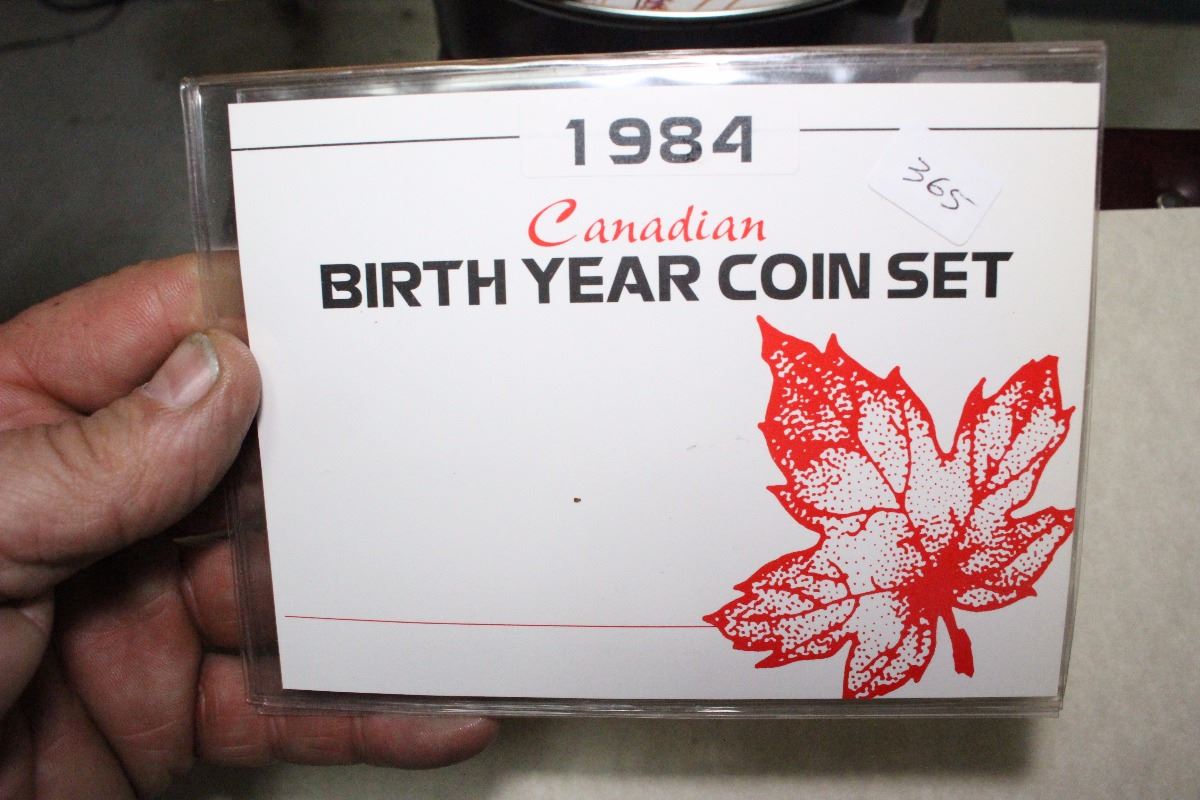 1984
365-
Canadian
BIRTH YEAR COIN SET